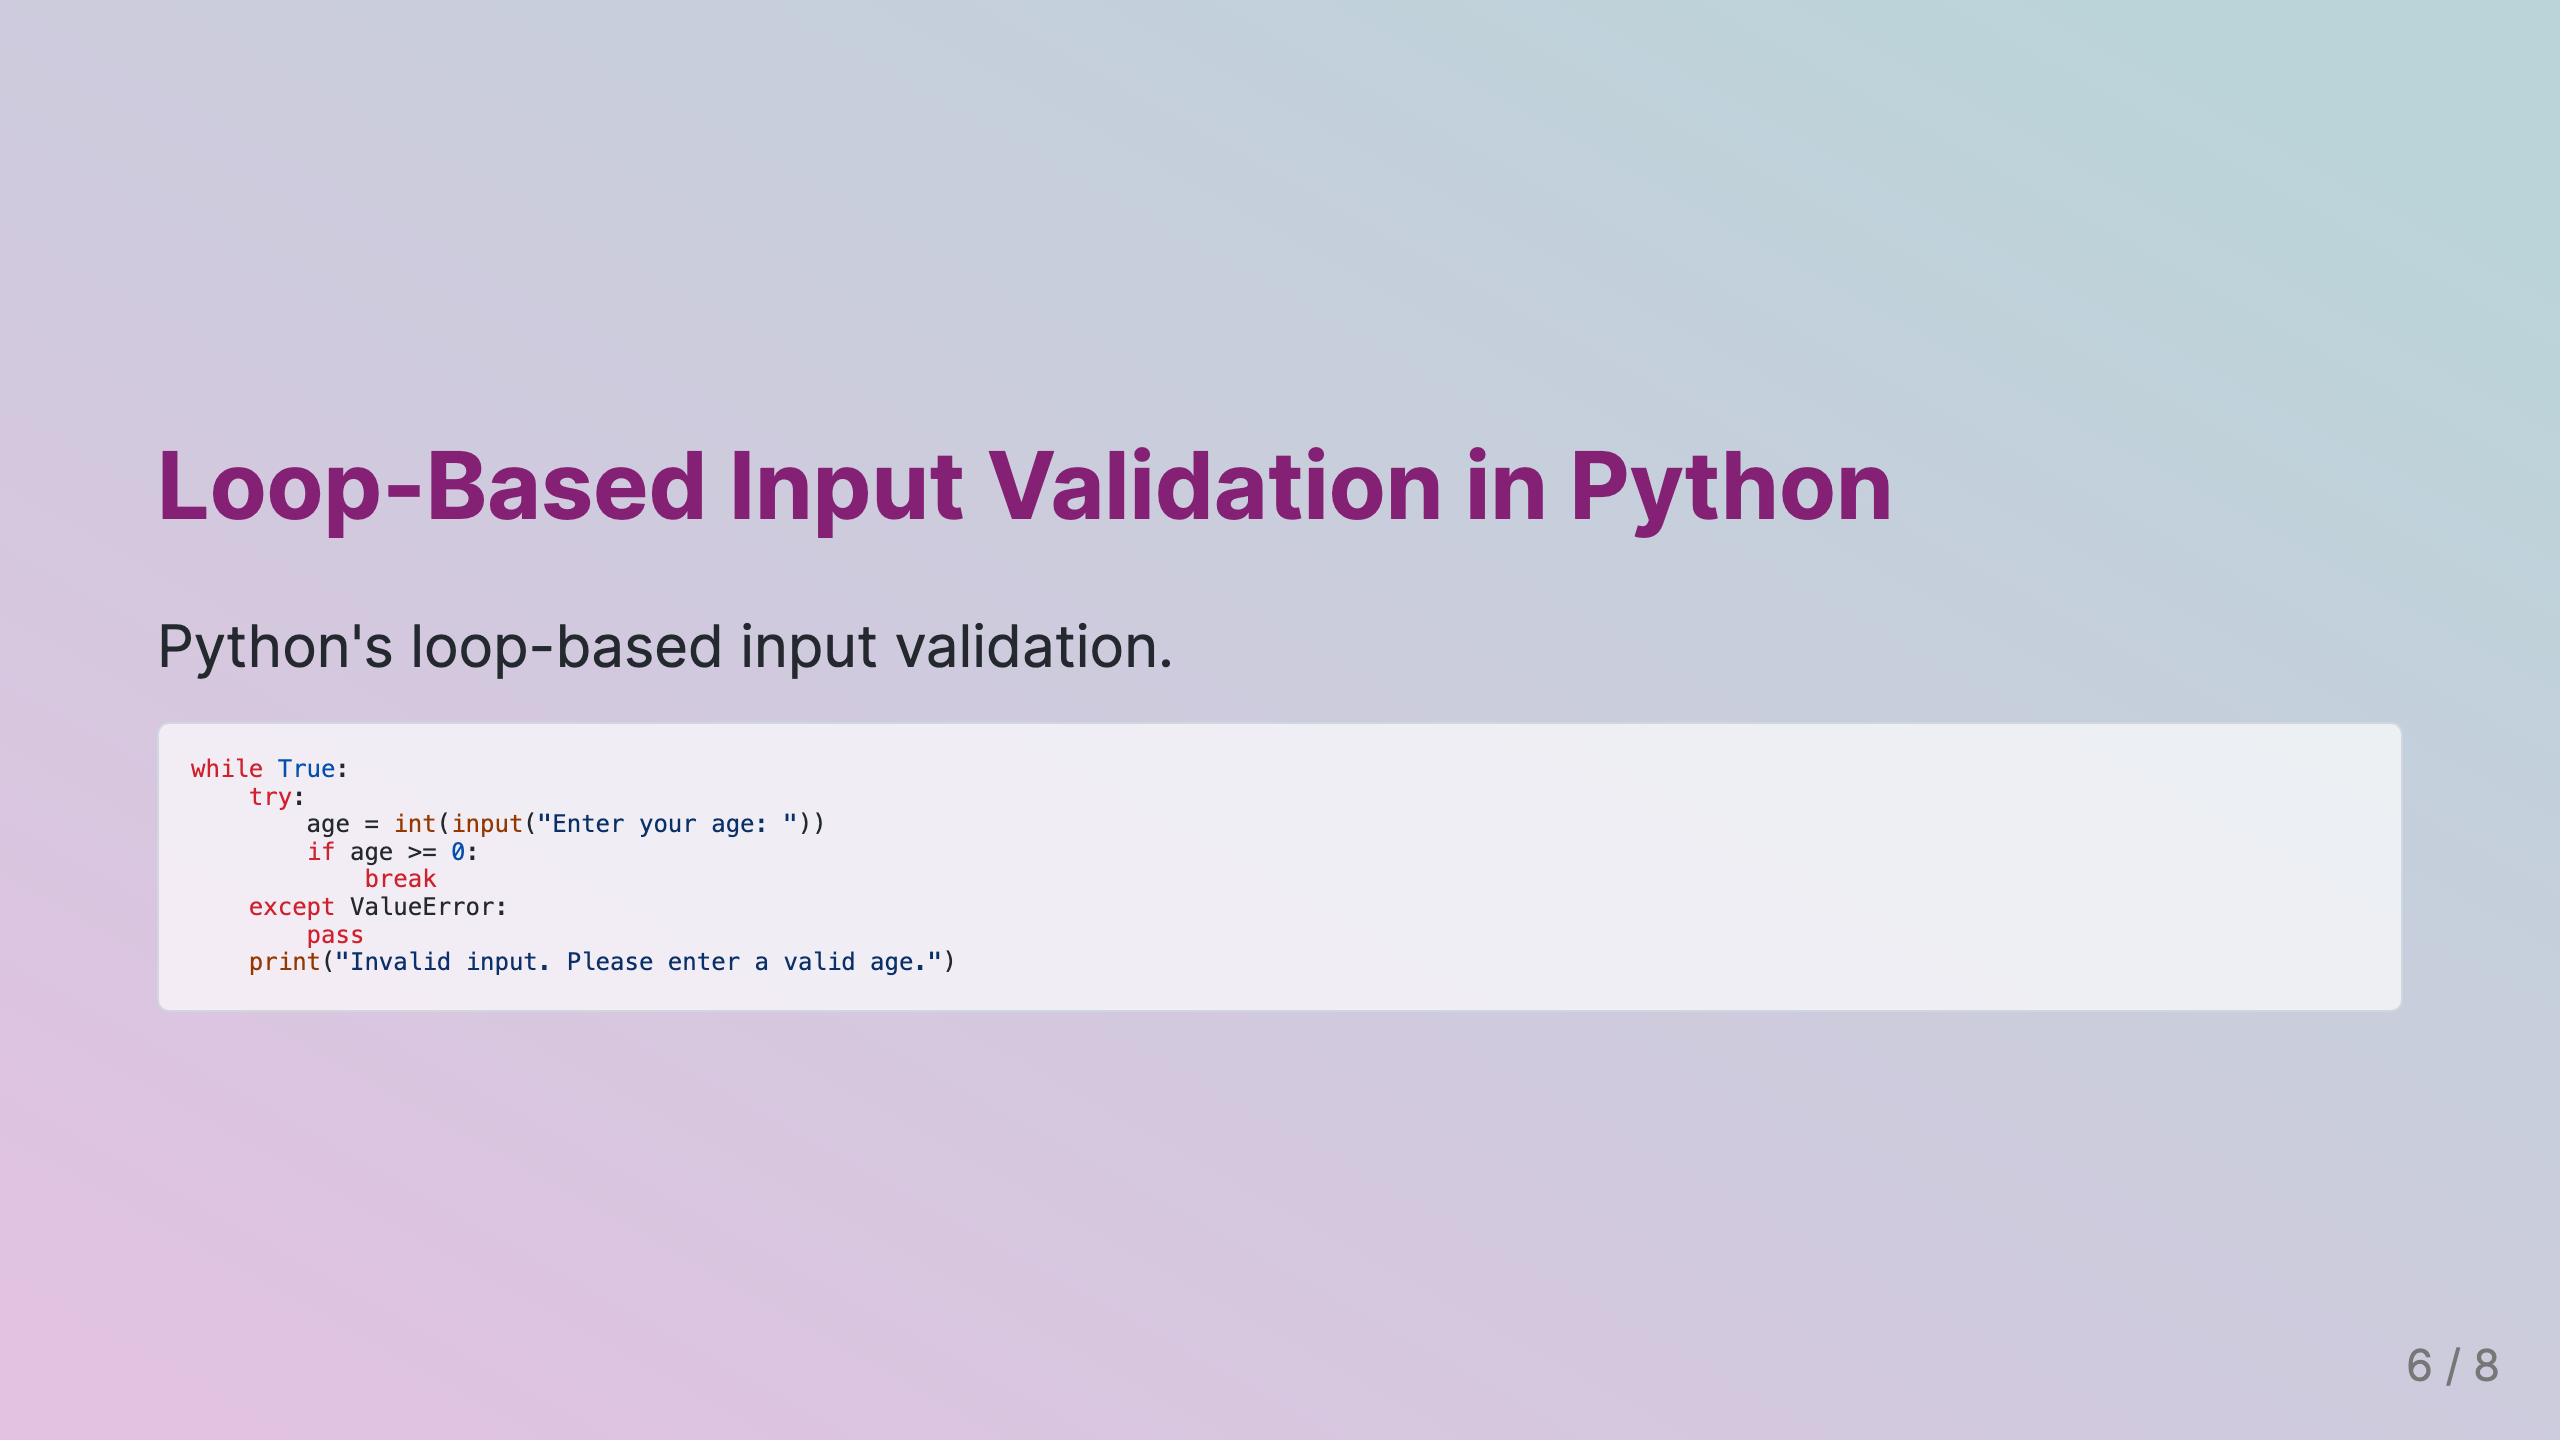 Loop-Based Input Validation in Python
Python's loop-based input validation.
while True:
    try:
        age = int(input("Enter your age: "))
        if age >= 0:
            break
    except ValueError:
        pass
    print("Invalid input. Please enter a valid age.")
6 / 8